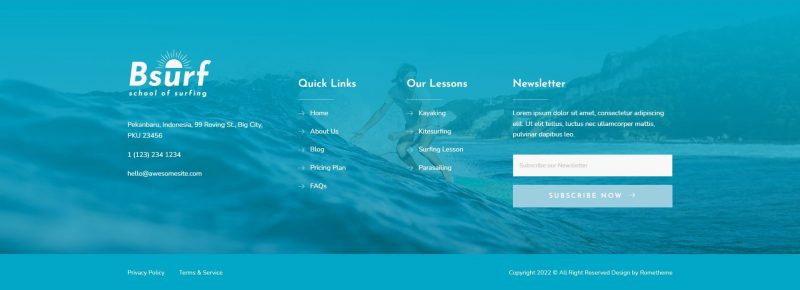 Bsurf
school of surfing
Pekanbaru, Indonesia, 99 Roving St., Big City,
PKU 23456
1 (123) 234 1234
hello@awesomesite.com
Quick Links
Home
About Us
Blog
Pricing Plan
FAQs
Our Lessons
Kayaking
Kitesurfing
Surfing Lesson
Parasailing
Newsletter
Lorem ipsum dolor sit amet, consectetur adipiscing
elit. Ut elit tellus, luctus nec ullamcorper mattis,
pulvinar dapibus leo.
Subscribe our Newsletter
SUBSCRIBE NOW
Privacy Policy
Terms & Service
Copyright 2022 © All Right Reserved Design by Rometheme